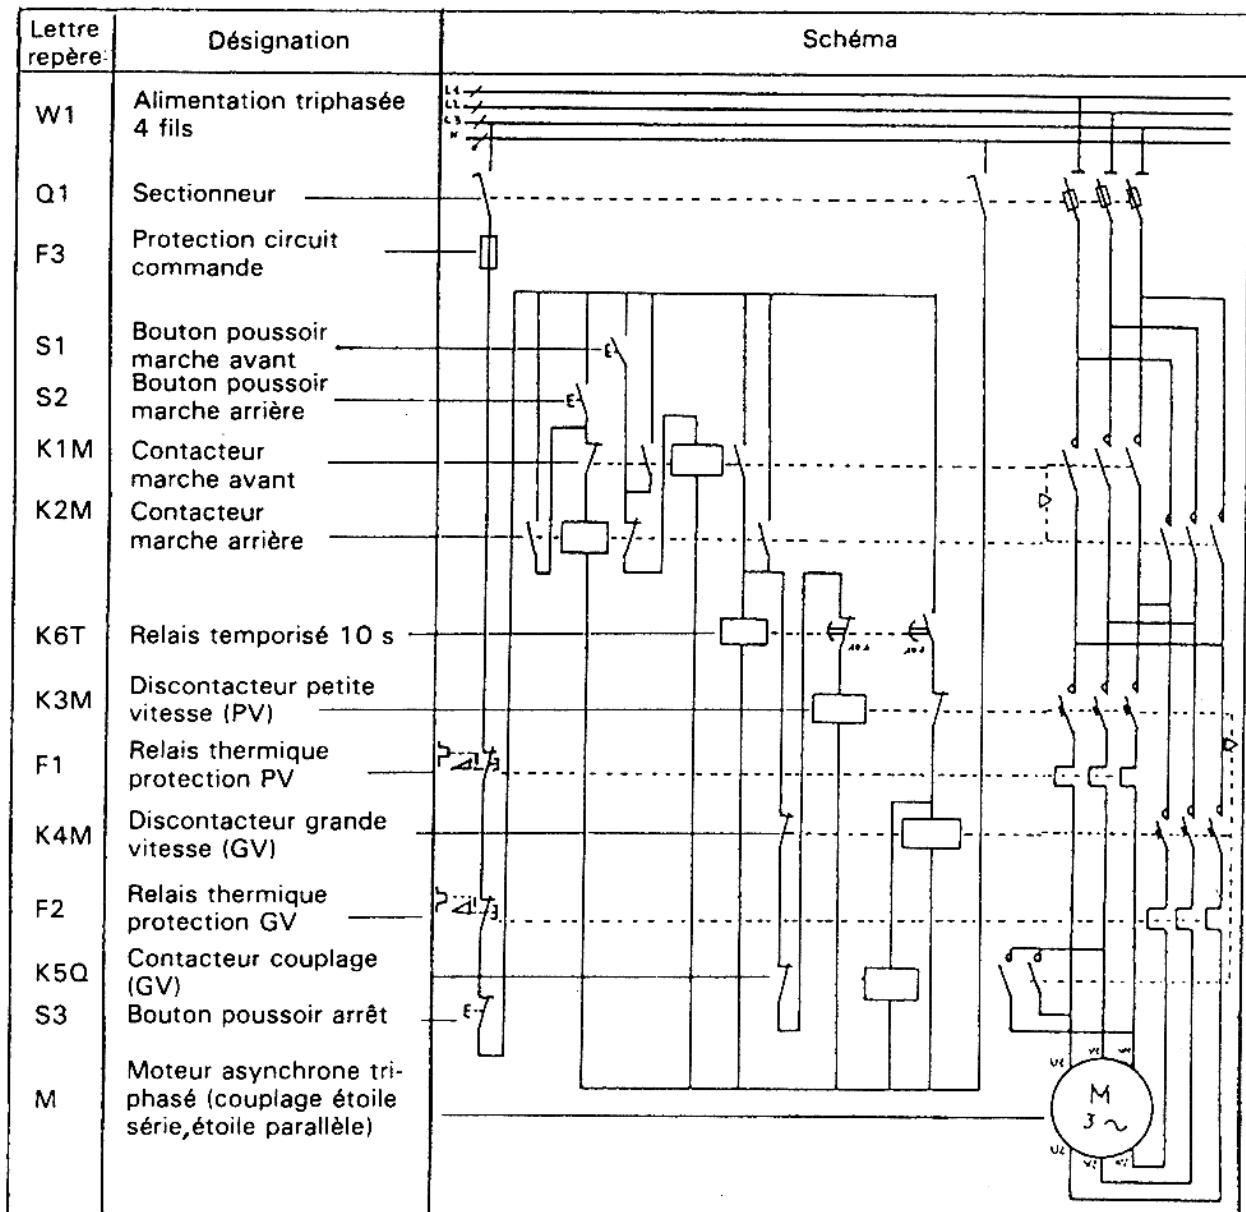 Lettre
repère
Désignation
Schéma
W1
Alimentation triphasée
4 fils
L1
L2
L3
N
Q1
Sectionneur
F3
Protection circuit
commande
S1
Bouton poussoir
marche avant
S2
Bouton poussoir
marche arrière
K1M
Contacteur
marche avant
K2M
Contacteur
marche arrière
K6T
Relais temporisé 10 s
K3M
Discontacteur petite
vitesse (PV)
F1
Relais thermique
protection PV
K4M
Discontacteur grande
vitesse (GV)
F2
Relais thermique
protection GV
K5Q
Contacteur couplage
(GV)
S3
Bouton poussoir arrêt
M
Moteur asynchrone tri-
phasé (couplage étoile
série,étoile parallèle)
M
3 ~